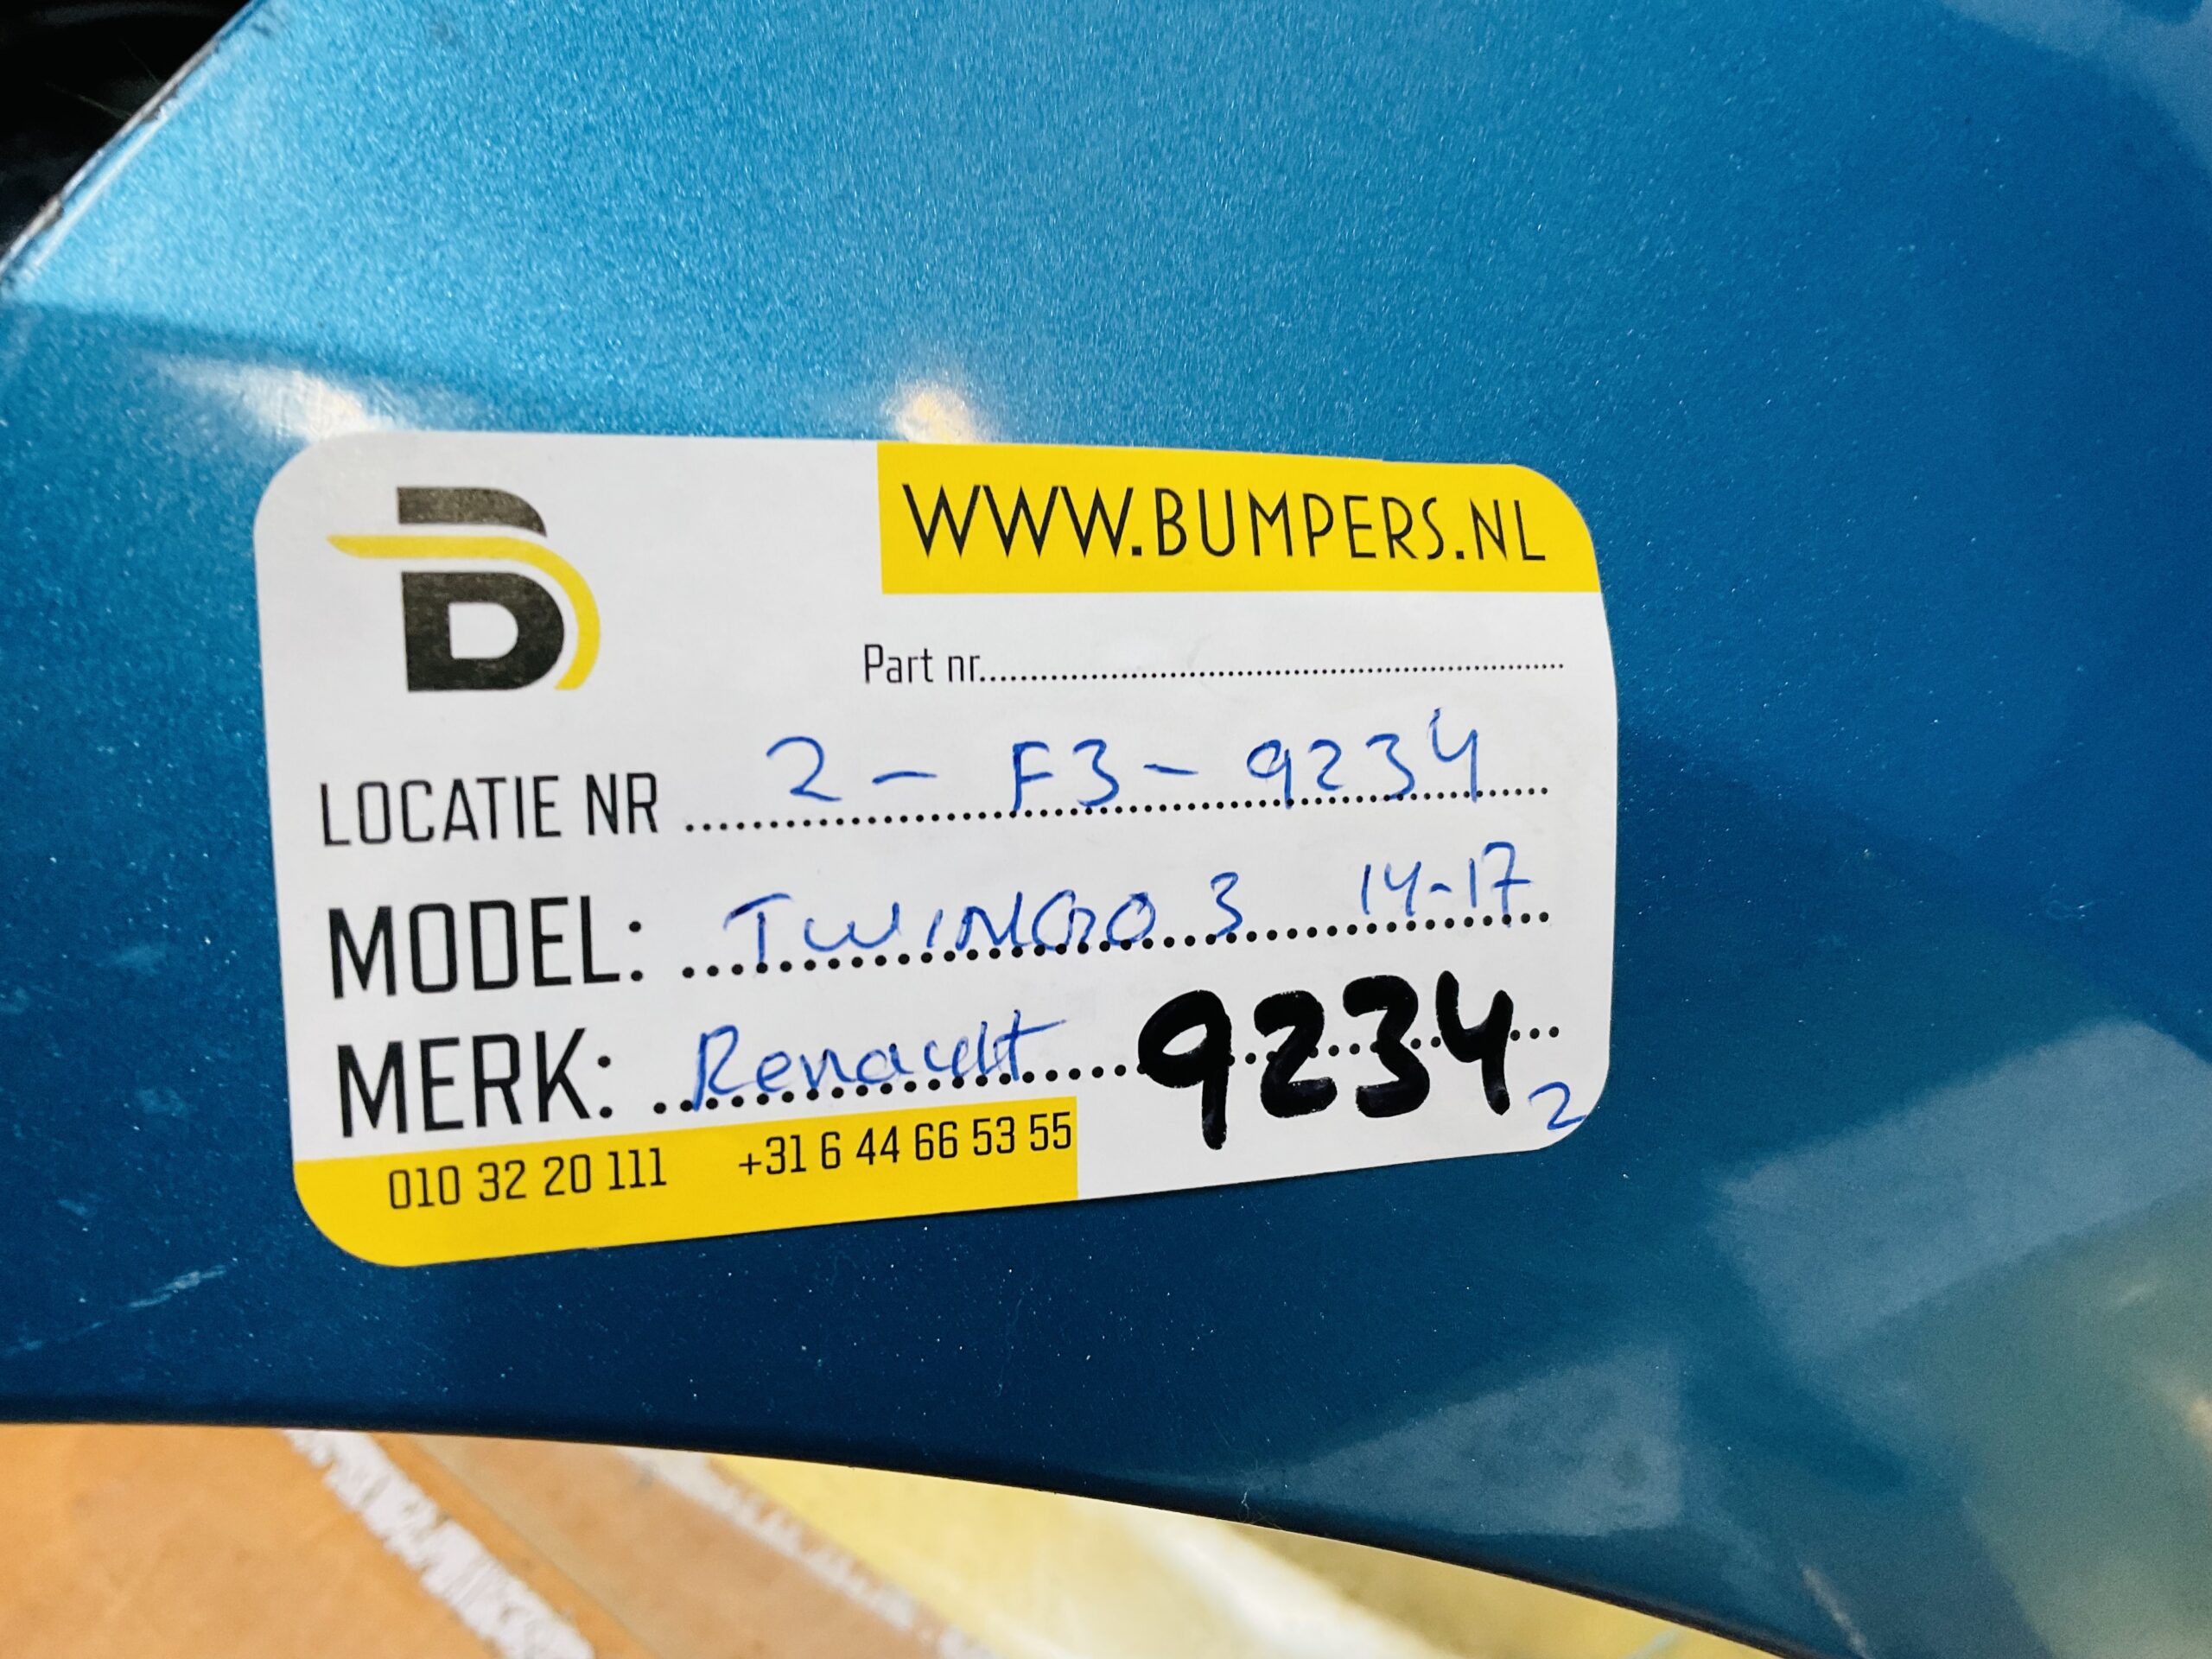 B
WWW.BUMPERS.NL
Part nr..........
LOCATIE NR 2 - F3 - 9234
MODEL: TWINGO 3 14-17
MERK: Renault 9234
2
010 32 20 111 +31 6 44 66 53 55